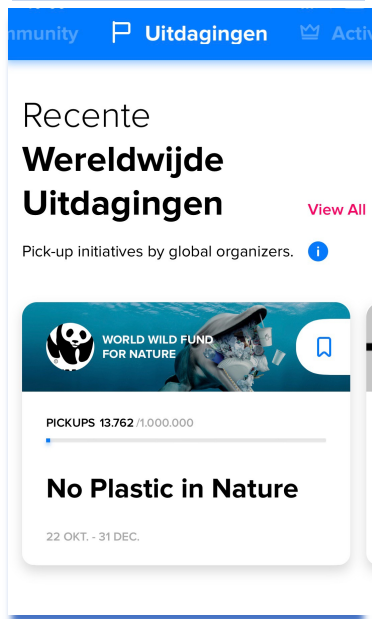 mmunity Uitdagingen Activ
Recente
Wereldwijde
Uitdagingen View All
Pick-up initiatives by global organizers. i
WORLD WILD FUND
FOR NATURE
PICKUPS 13.762 /1.000.000
No Plastic in Nature
22 OKT. - 31 DEC.